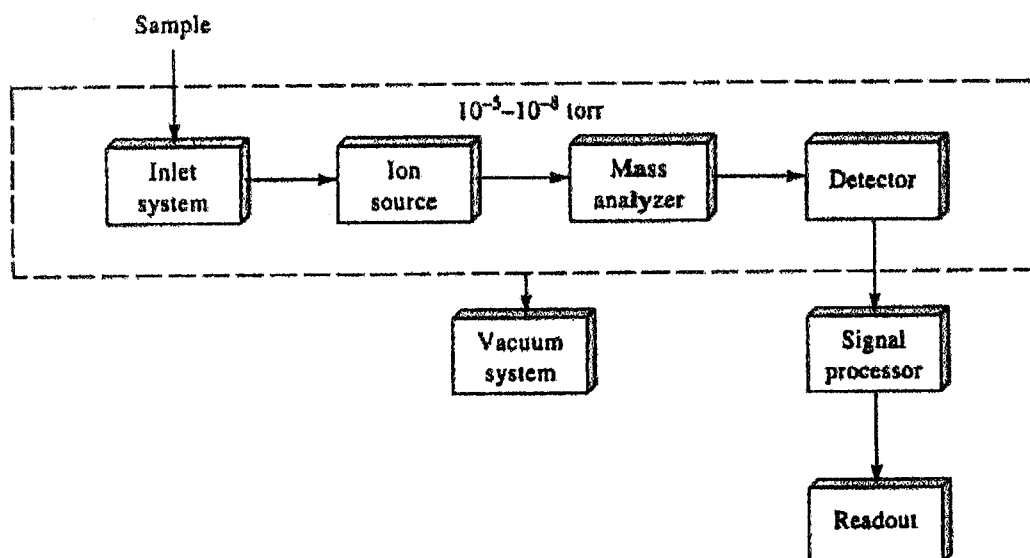 Sample
10⁻⁵–10⁻⁸ torr
Inlet
system
Ion
source
Mass
analyzer
Detector
Vacuum
system
Signal
processor
Readout